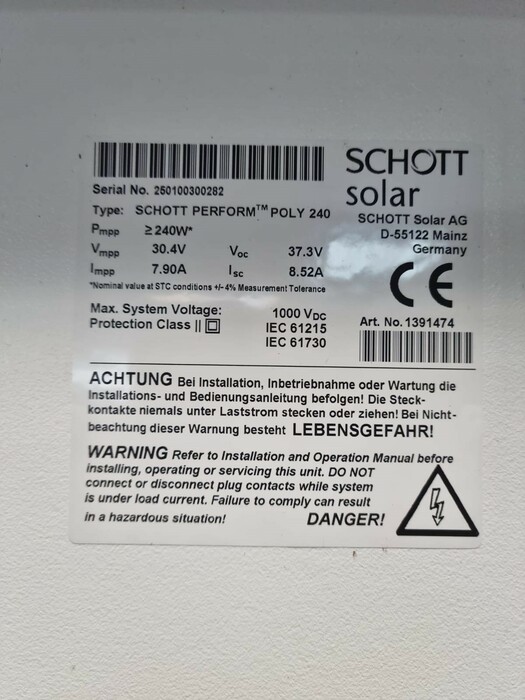 SCHOTT
solar
Serial No. 250100300282
Type: SCHOTT PERFORM™ POLY 240
SCHOTT Solar AG
D-55122 Mainz
Germany
Pmpp ≥240W*
Vmpp 30.4V Voc 37.3V
Impp 7.90A Isc 8.52A
*Nominal value at STC conditions +/-4% Measurement Tolerance
CE
Max. System Voltage: 1000 VDC
Protection Class II IEC 61215
IEC 61730
Art. No. 1391474
ACHTUNG Bei Installation, Inbetriebnahme oder Wartung die
Installations- und Bedienungsanleitung befolgen! Die Steck-
kontakte niemals unter Laststrom stecken oder ziehen! Bei Nicht-
beachtung dieser Warnung besteht LEBENSGEFAHR!
WARNING Refer to Installation and Operation Manual before
installing, operating or servicing this unit. DO NOT
connect or disconnect plug contacts while system
is under load current. Failure to comply can result
in a hazardous situation! DANGER!